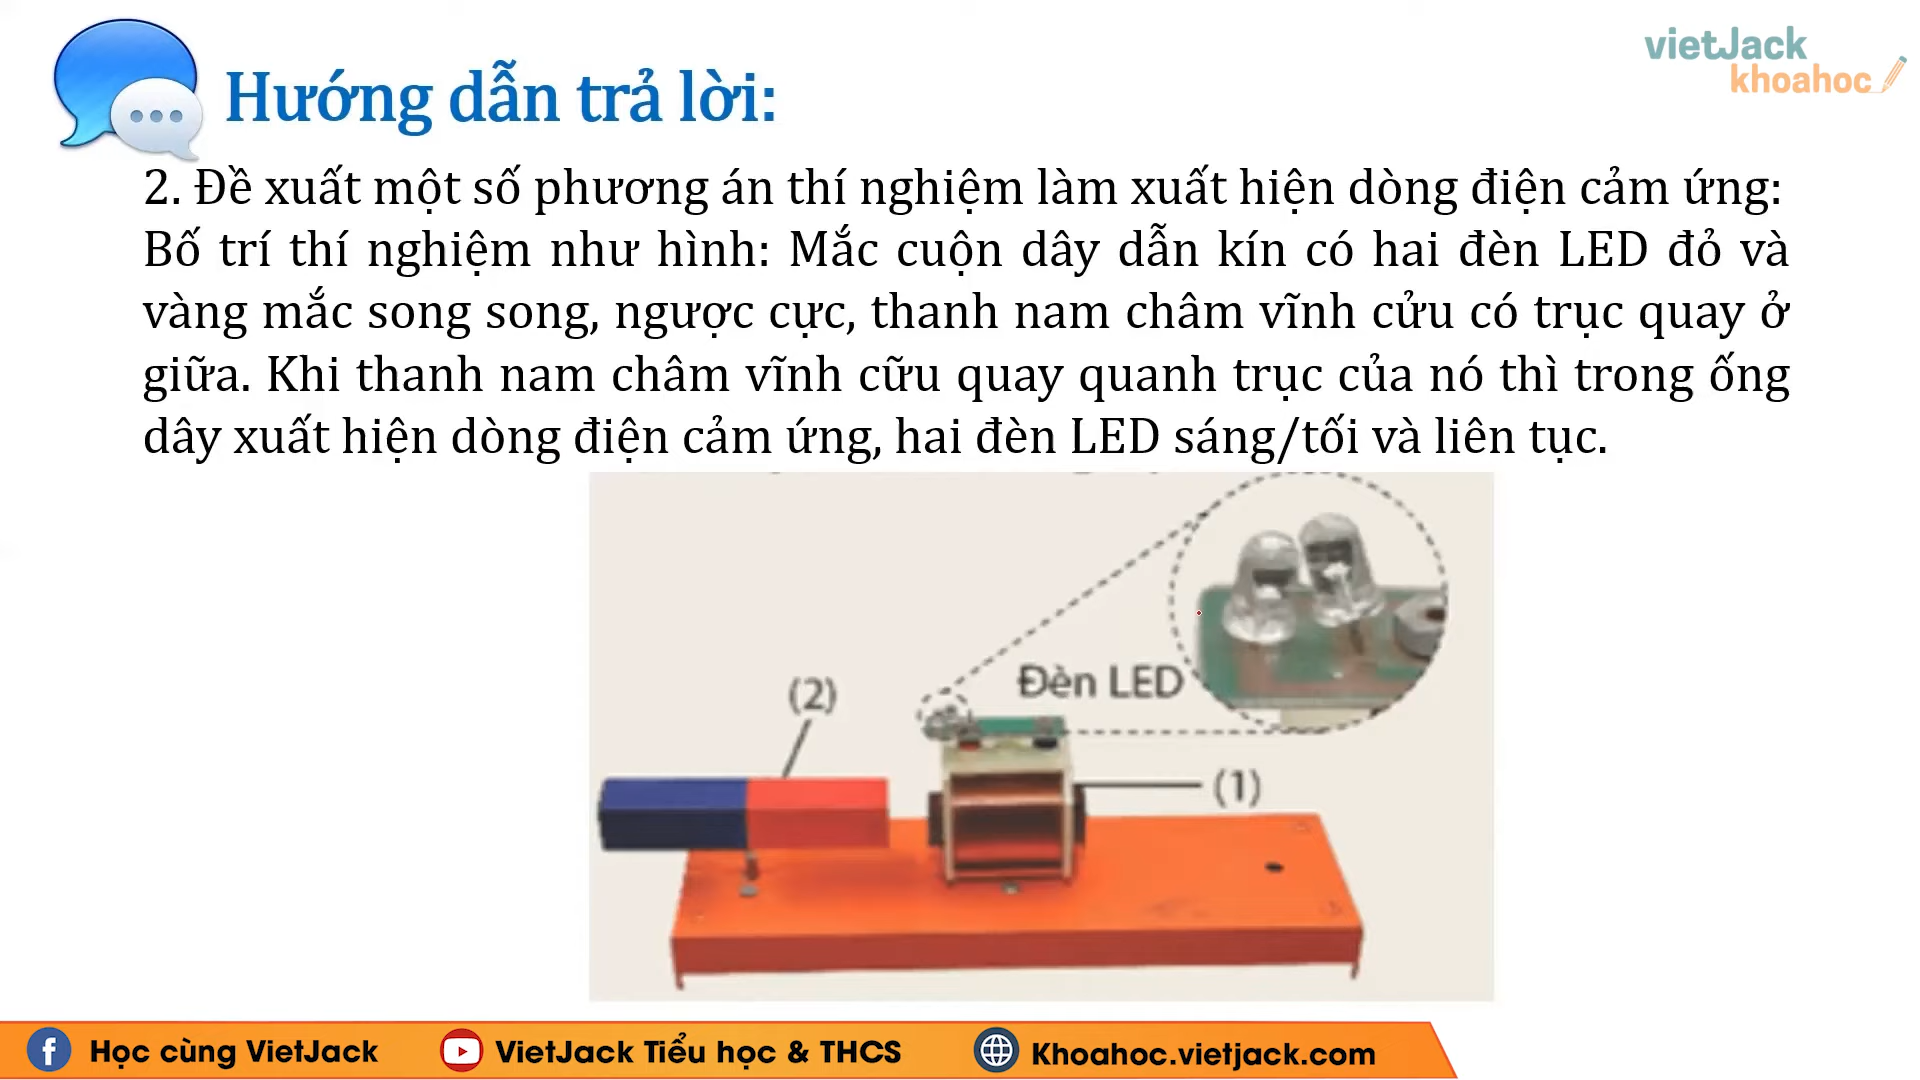 vietJack
khoahoc
Hướng dẫn trả lời:
2. Đề xuất một số phương án thí nghiệm làm xuất hiện dòng điện cảm ứng:
Bố trí thí nghiệm như hình: Mắc cuộn dây dẫn kín có hai đèn LED đỏ và
vàng mắc song song, ngược cực, thanh nam châm vĩnh cửu có trục quay ở
giữa. Khi thanh nam châm vĩnh cữu quay quanh trục của nó thì trong ống
dây xuất hiện dòng điện cảm ứng, hai đèn LED sáng/tối và liên tục.
Đèn LED
(2)
(1)
Học cùng VietJack
VietJack Tiểu học & THCS
Khoahoc.vietjack.com